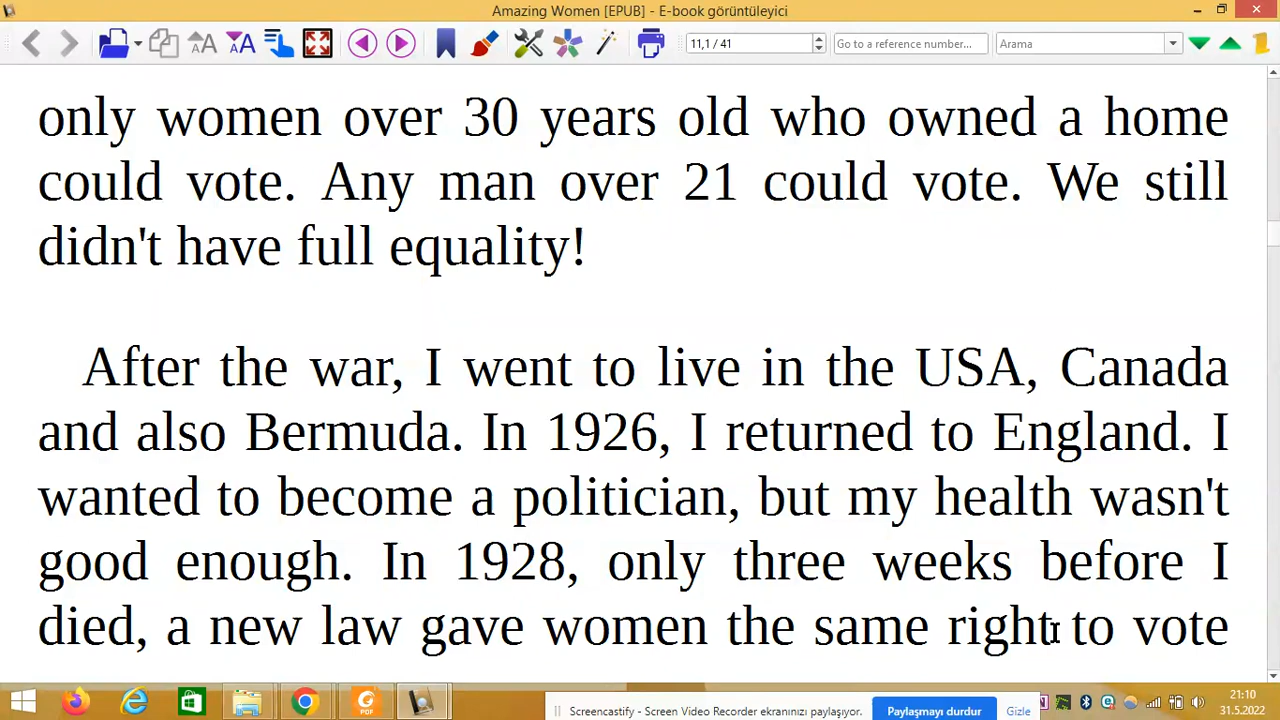 Amazing Women [EPUB] - E-book görüntüleyici
11,1 / 41
Go to a reference number...
Arama
only women over 30 years old who owned a home
could vote. Any man over 21 could vote. We still
didn't have full equality!
After the war, I went to live in the USA, Canada
and also Bermuda. In 1926, I returned to England. I
wanted to become a politician, but my health wasn't
good enough. In 1928, only three weeks before I
died, a new law gave women the same right to vote
Screencastify - Screen Video Recorder ekranınızı paylaşıyor.
Paylaşmayı durdur
Gizle
21:10
31.5.2022